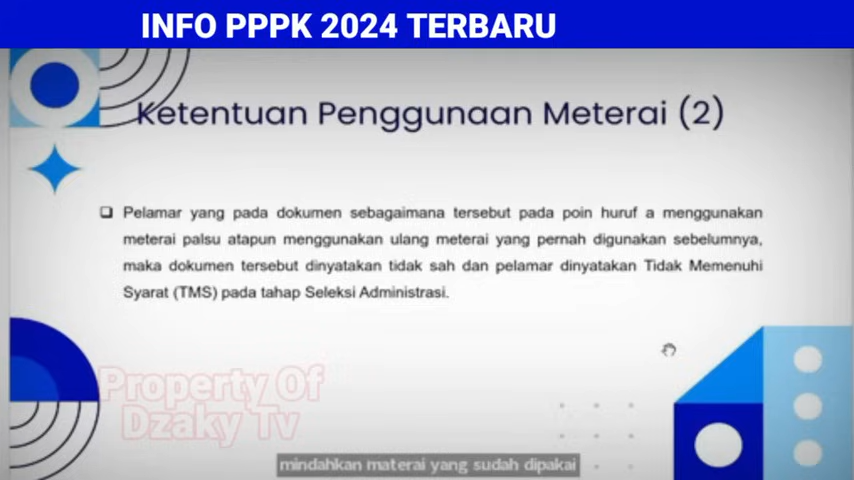 INFO PPPK 2024 TERBARU
Ketentuan Penggunaan Meterai (2)
Pelamar yang pada dokumen sebagaimana tersebut pada poin huruf a menggunakan
meterai palsu atapun menggunakan ulang meterai yang pernah digunakan sebelumnya,
maka dokumen tersebut dinyatakan tidak sah dan pelamar dinyatakan Tidak Memenuhi
Syarat (TMS) pada tahap Seleksi Administrasi.
Property Of
Dzaky Tv
mindahkan materai yang sudah dipakai